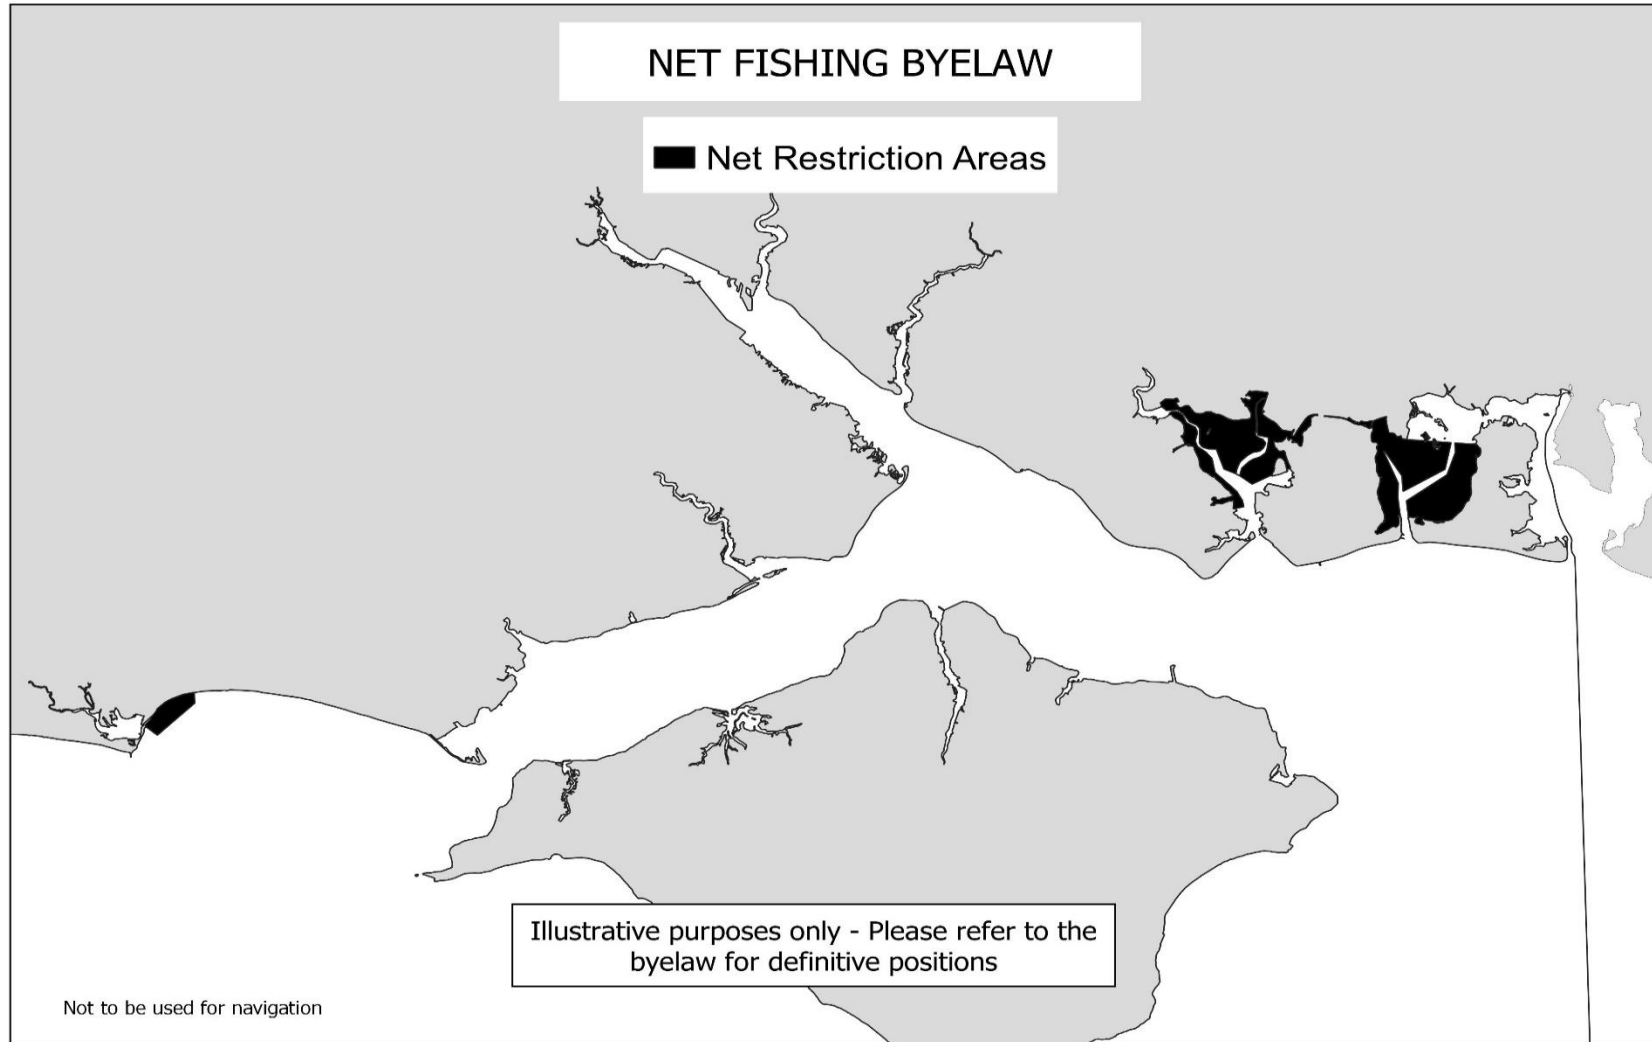 NET FISHING BYELAW
Net Restriction Areas
Illustrative purposes only - Please refer to the
byelaw for definitive positions
Not to be used for navigation